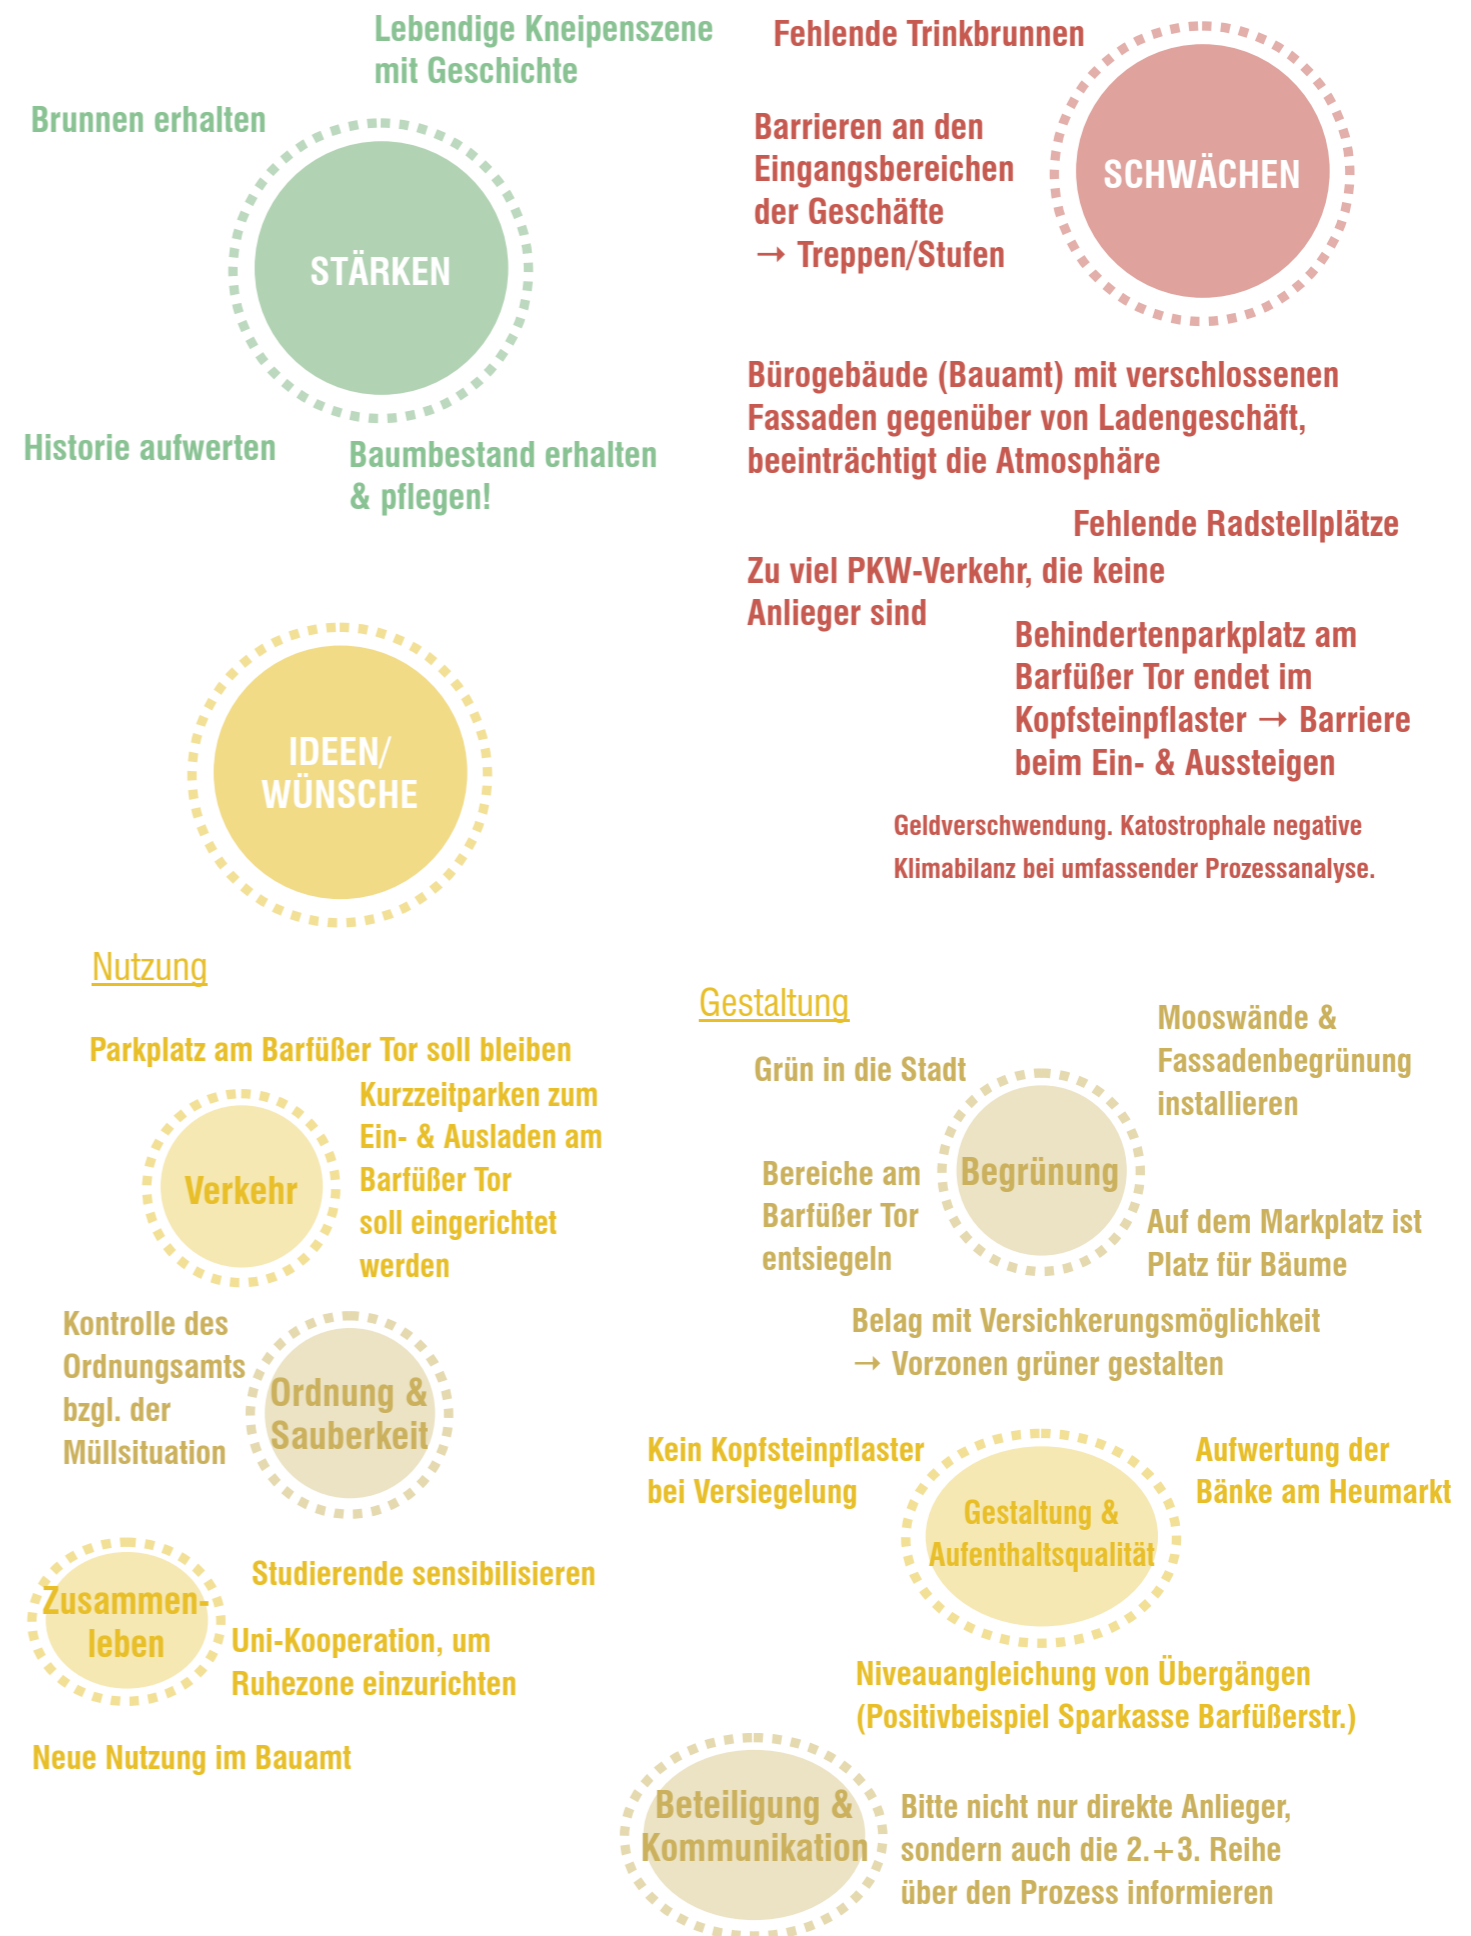 Lebendige Kneipenszene
mit Geschichte
Brunnen erhalten
STÄRKEN
Historie aufwerten
Baumbestand erhalten
& pflegen!
Fehlende Trinkbrunnen
Barrieren an den
Eingangsbereichen
der Geschäfte
→ Treppen/Stufen
SCHWÄCHEN
Bürogebäude (Bauamt) mit verschlossenen
Fassaden gegenüber von Ladengeschäft,
beeinträchtigt die Atmosphäre
Fehlende Radstellplätze
Zu viel PKW-Verkehr, die keine
Anlieger sind
Behindertenparkplatz am
Barfüßer Tor endet im
Kopfsteinpflaster → Barriere
beim Ein- & Aussteigen
Geldverschwendung. Katostrophale negative
Klimabilanz bei umfassender Prozessanalyse.
IDEEN/
WÜNSCHE
Nutzung
Parkplatz am Barfüßer Tor soll bleiben
Verkehr
Kurzzeitparken zum
Ein- & Ausladen am
Barfüßer Tor
soll eingerichtet
werden
Kontrolle des
Ordnungsamts
bzgl. der
Müllsituation
Ordnung &
Sauberkeit
Zusammen-
leben
Studierende sensibilisieren
Uni-Kooperation, um
Ruhezone einzurichten
Neue Nutzung im Bauamt
Gestaltung
Grün in die Stadt
Mooswände &
Fassadenbegrünung
installieren
Bereiche am
Barfüßer Tor
entsiegeln
Begrünung
Auf dem Markplatz ist
Platz für Bäume
Belag mit Versichkerungsmöglichkeit
→ Vorzonen grüner gestalten
Kein Kopfsteinpflaster
bei Versiegelung
Gestaltung &
Aufenthaltsqualität
Aufwertung der
Bänke am Heumarkt
Niveauangleichung von Übergängen
(Positivbeispiel Sparkasse Barfüßerstr.)
Beteiligung &
Kommunikation
Bitte nicht nur direkte Anlieger,
sondern auch die 2.+3. Reihe
über den Prozess informieren